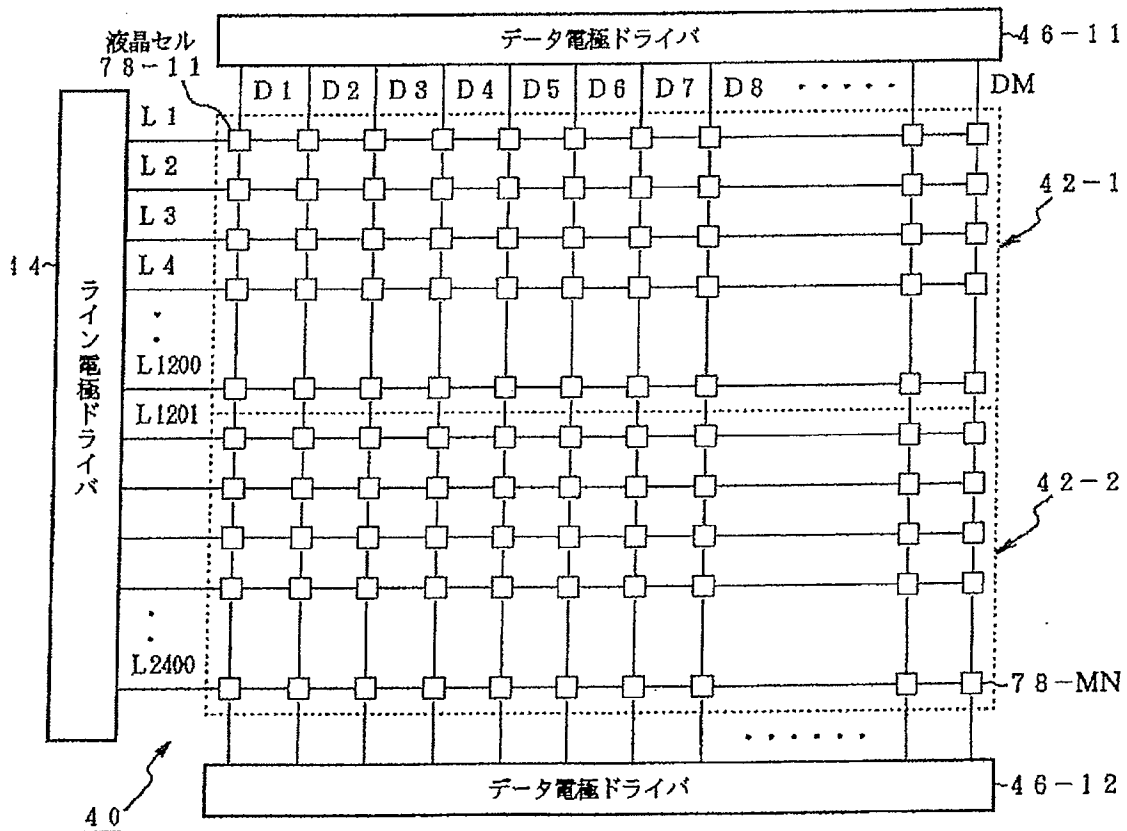 データ電極ドライバ
46-11
液晶セル
78-11
D1 D2 D3 D4 D5 D6 D7 D8 ・・・・・ DM
L1
L2
42-1
L3
44
L4
ライン電極ドライバ
L1200
L1201
42-2
L2400
78-MN
・・・・・・
データ電極ドライバ
46-12
40